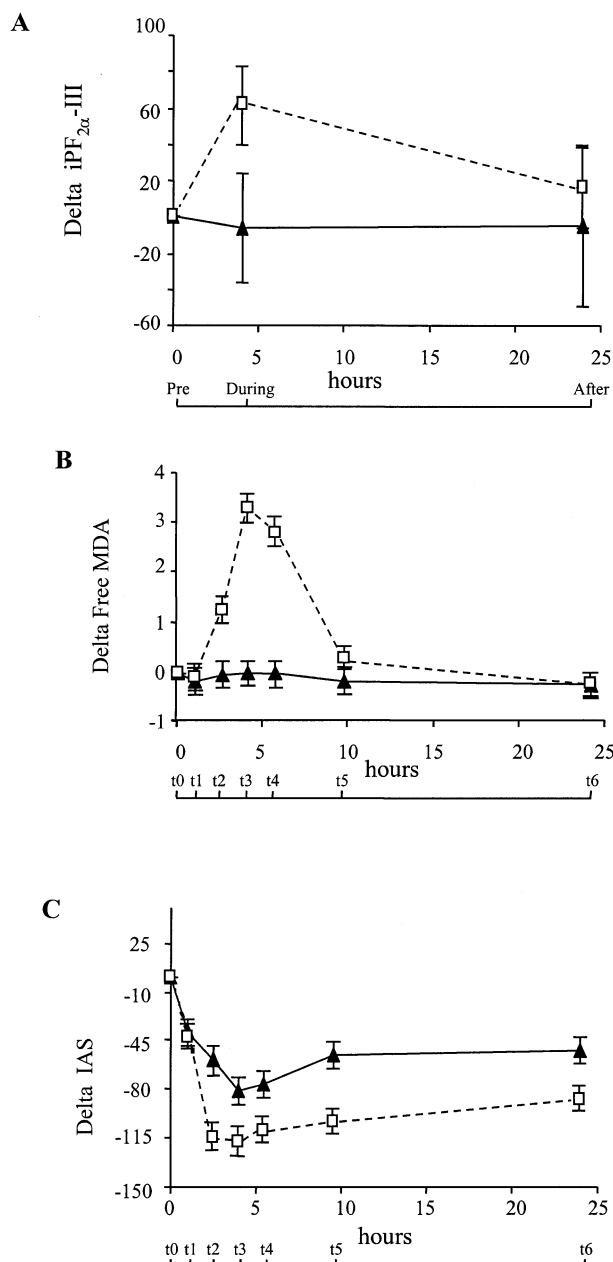 A
100
60
20
-20
-60
Delta iPF2α-III
0 5 10 15 20 25
hours
Pre During After
B
4
3
2
1
0
-1
Delta Free MDA
0 5 10 15 20 25
hours
t0 t1 t2 t3 t4 t5 t6
C
25
-10
-45
-80
-115
-150
Delta IAS
0 5 10 15 20 25
hours
t0 t1 t2 t3 t4 t5 t6